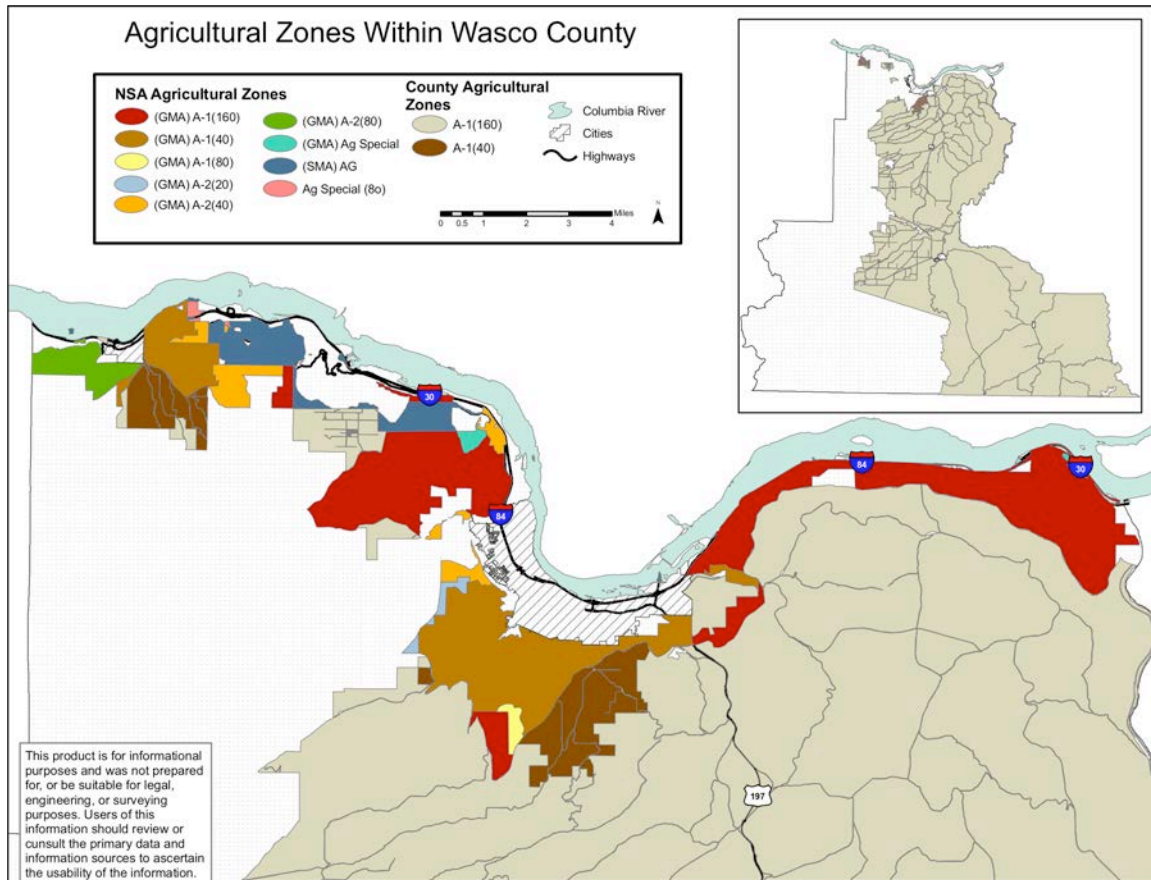 Agricultural Zones Within Wasco County
NSA Agricultural Zones
(GMA) A-1(160)
(GMA) A-1(40)
(GMA) A-1(80)
(GMA) A-2(20)
(GMA) A-2(40)
(GMA) A-2(80)
(GMA) Ag Special
(SMA) AG
Ag Special (8o)
County Agricultural
Zones
A-1(160)
A-1(40)
Columbia River
Cities
Highways
0 0.5 1 2 3 4
Miles
N
30
84
84
30
197
This product is for informational
purposes and was not prepared
for, or be suitable for legal,
engineering, or surveying
purposes. Users of this
information should review or
cunsult the primary data and
information sources to ascertain
the usability of the information.